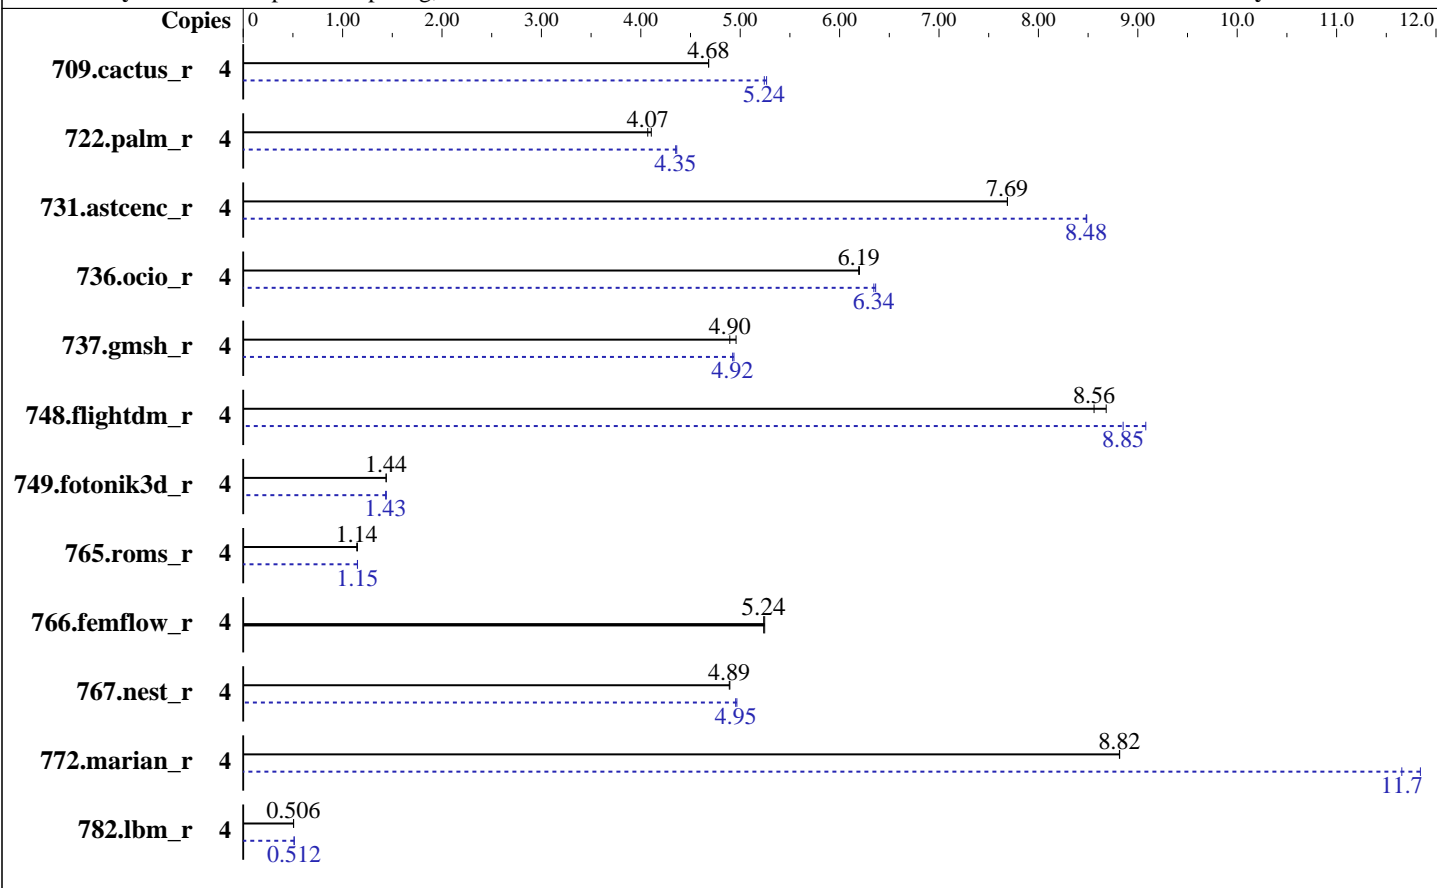 Copies 0 1.00 2.00 3.00 4.00 5.00 6.00 7.00 8.00 9.00 10.0 11.0 12.0
4.68
709.cactus_r 4
5.24
4.07
722.palm_r 4
4.35
7.69
731.astcenc_r 4
8.48
6.19
736.ocio_r 4
6.34
4.90
737.gmsh_r 4
4.92
8.56
748.flightdm_r 4
8.85
1.44
749.fotonik3d_r 4
1.43
1.14
765.roms_r 4
1.15
5.24
766.femflow_r 4
4.89
767.nest_r 4
4.95
8.82
772.marian_r 4
11.7
0.506
782.lbm_r 4
0.512